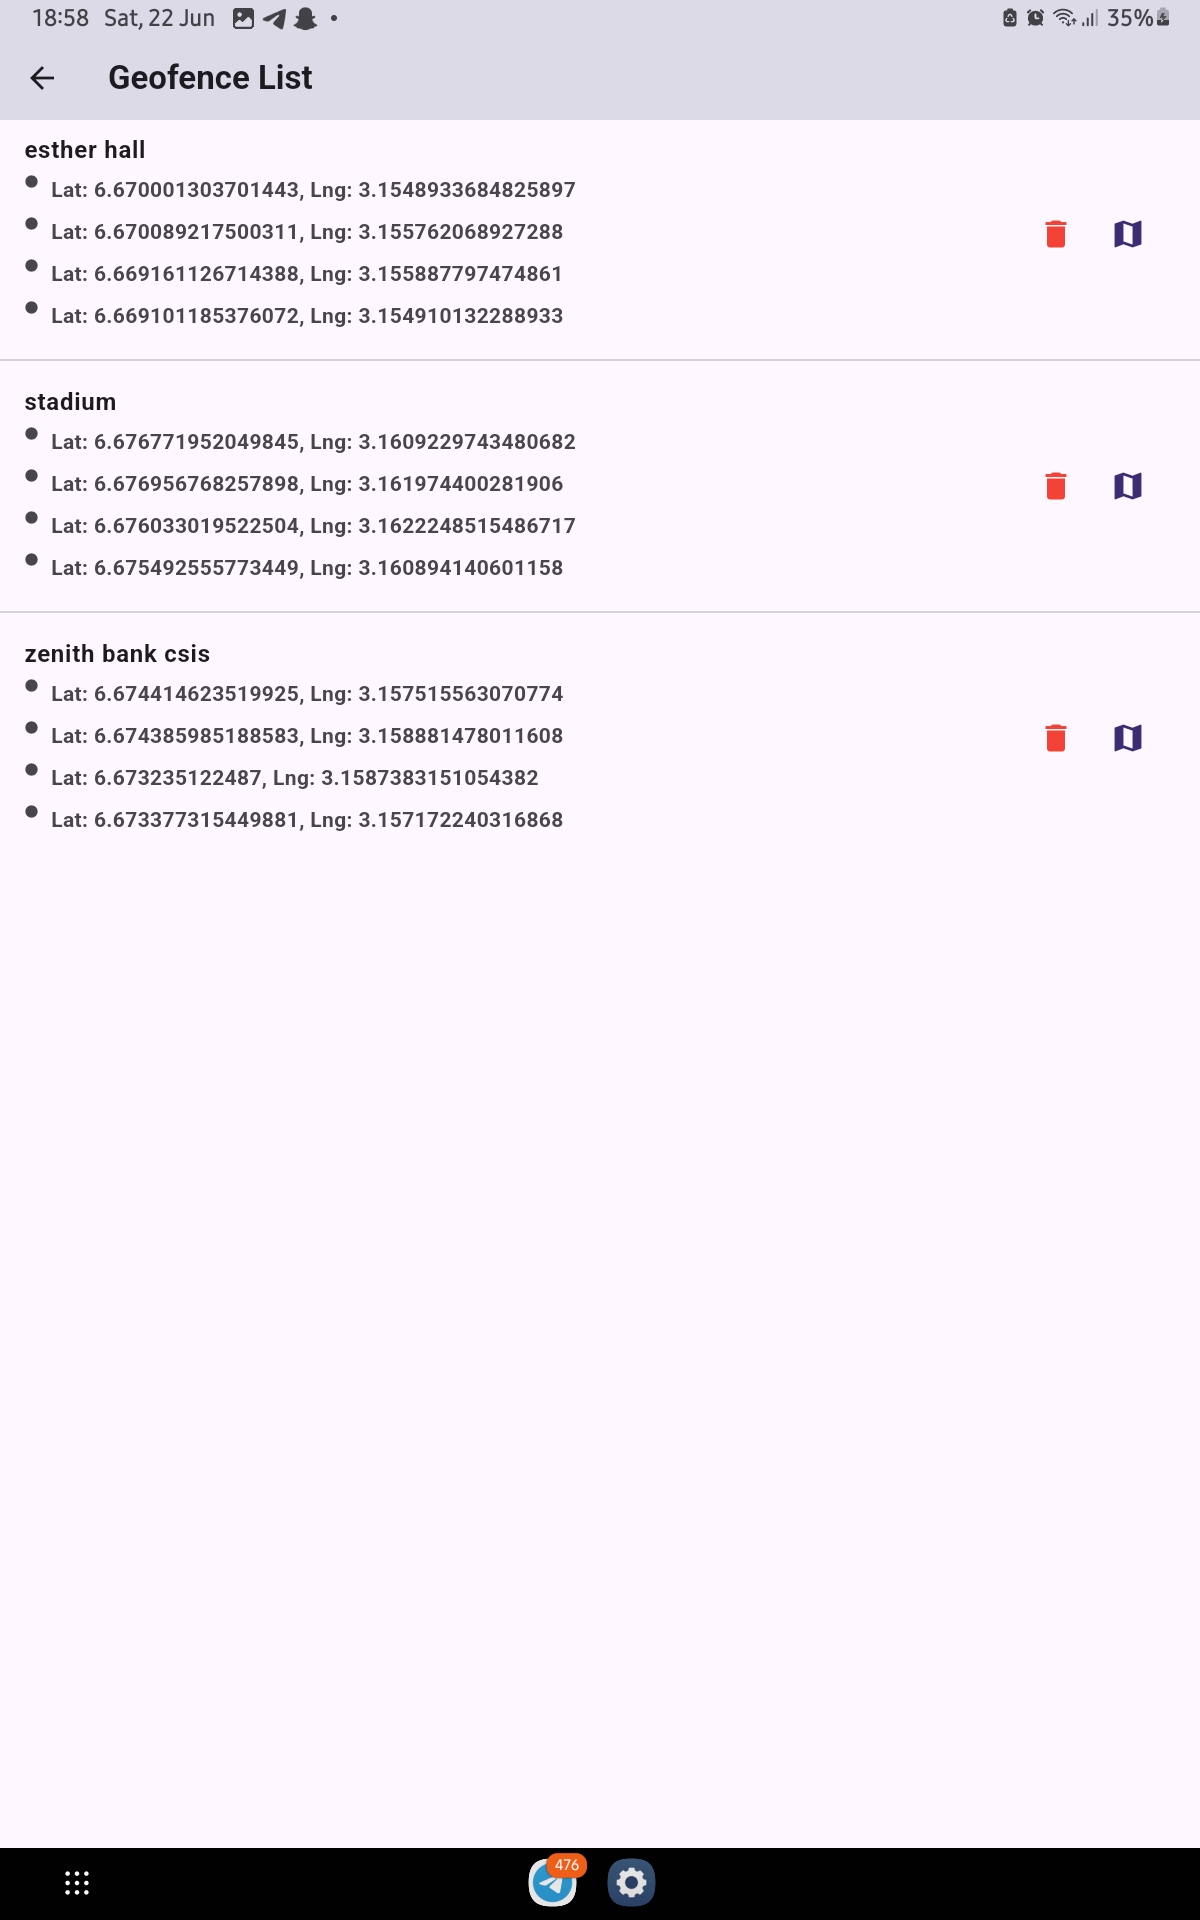 18:58 Sat, 22 Jun 35%
Geofence List
esther hall
Lat: 6.670001303701443, Lng: 3.1548933684825897
Lat: 6.670089217500311, Lng: 3.155762068927288
Lat: 6.669161126714388, Lng: 3.155887797474861
Lat: 6.669101185376072, Lng: 3.154910132288933
stadium
Lat: 6.676771952049845, Lng: 3.1609229743480682
Lat: 6.676956768257898, Lng: 3.161974400281906
Lat: 6.676033019522504, Lng: 3.1622248515486717
Lat: 6.675492555773449, Lng: 3.160894140601158
zenith bank csis
Lat: 6.674414623519925, Lng: 3.157515563070774
Lat: 6.674385985188583, Lng: 3.158881478011608
Lat: 6.673235122487, Lng: 3.1587383151054382
Lat: 6.673377315449881, Lng: 3.157172240316868
476